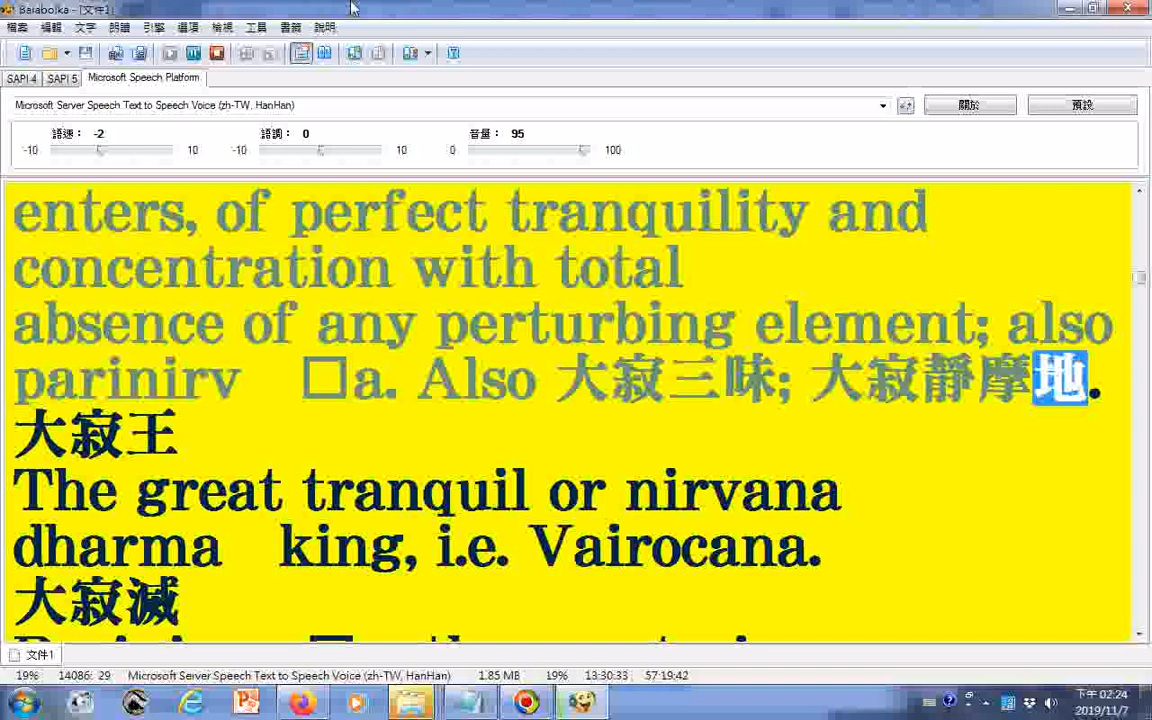 Balabolka - [文件1]
檔案 編輯 文字 朗讀 引擎 選項 檢視 工具 書籤 說明
SAPI 4 SAPI 5 Microsoft Speech Platform
Microsoft Server Speech Text to Speech Voice (zh-TW, HanHan) 關於 預設
語速： -2 語調： 0 音量： 95
-10 10 -10 10 0 100
enters, of perfect tranquility and
concentration with total
absence of any perturbing element; also
parinirv □a. Also 大寂三昧; 大寂靜摩地.
大寂王
The great tranquil or nirvana
dharma king, i.e. Vairocana.
大寂滅
文件1
19% 14086: 29 Microsoft Server Speech Text to Speech Voice (zh-TW, HanHan) 1.85 MB 19% 13:30:33 57:19:42
下午 02:24
2019/11/7